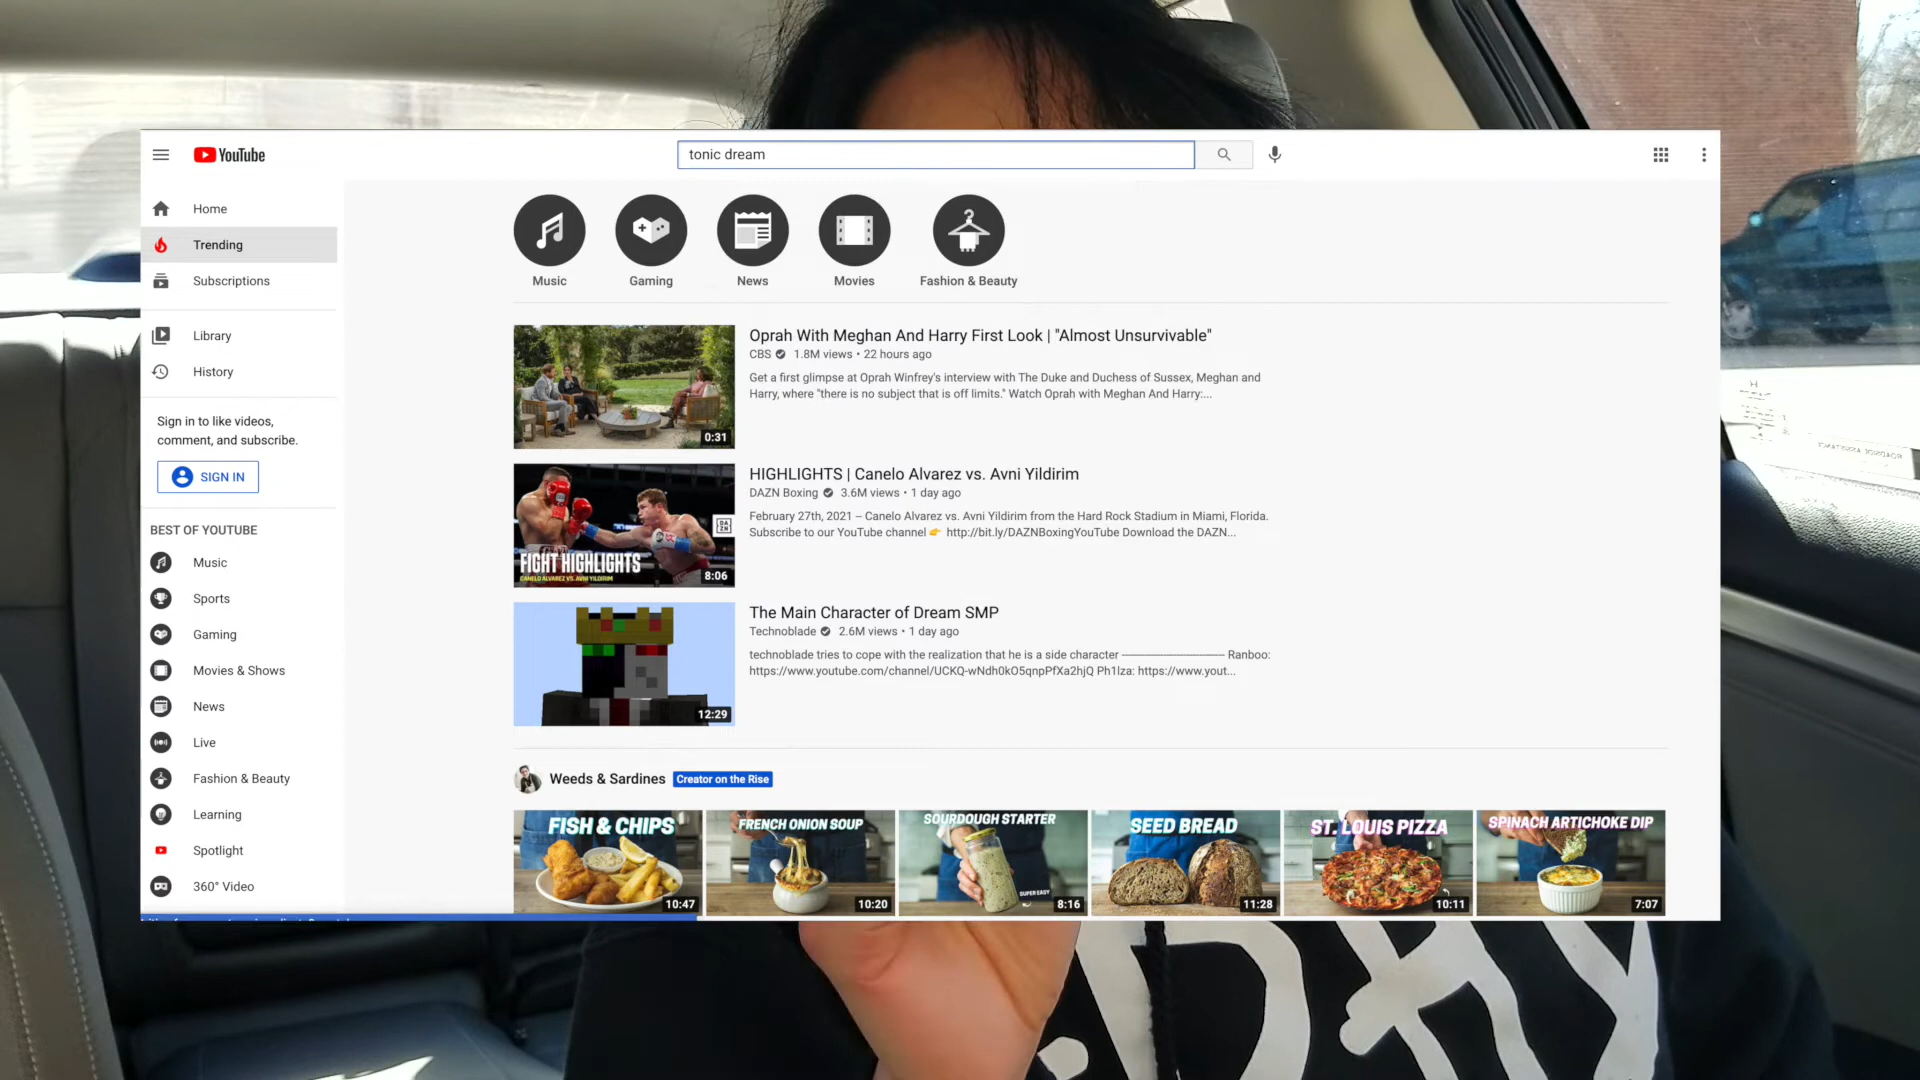 YouTube
tonic dream
Home
Trending
Subscriptions
Library
History
Sign in to like videos,
comment, and subscribe.
SIGN IN
BEST OF YOUTUBE
Music
Sports
Gaming
Movies & Shows
News
Live
Fashion & Beauty
Learning
Spotlight
360° Video
Music
Gaming
News
Movies
Fashion & Beauty
Oprah With Meghan And Harry First Look | "Almost Unsurvivable"
CBS 1.8M views • 22 hours ago
Get a first glimpse at Oprah Winfrey's interview with The Duke and Duchess of Sussex, Meghan and
Harry, where "there is no subject that is off limits." Watch Oprah with Meghan And Harry:...
0:31
HIGHLIGHTS | Canelo Alvarez vs. Avni Yildirim
DAZN Boxing 3.6M views • 1 day ago
February 27th, 2021 -- Canelo Alvarez vs. Avni Yildirim from the Hard Rock Stadium in Miami, Florida.
Subscribe to our YouTube channel 👉 http://bit.ly/DAZNBoxingYouTube Download the DAZN...
DAZN
FIGHT HIGHLIGHTS
CANELO ALVAREZ VS. AVNI YILDIRIM
8:06
The Main Character of Dream SMP
Technoblade 2.6M views • 1 day ago
technoblade tries to cope with the realization that he is a side character ---------------------------- Ranboo:
https://www.youtube.com/channel/UCKQ-wNdh0kO5qnpPfXa2hjQ Ph1lza: https://www.yout...
12:29
Weeds & Sardines Creator on the Rise
FISH & CHIPS
10:47
FRENCH ONION SOUP
10:20
SOURDOUGH STARTER
SUPER EASY
8:16
SEED BREAD
11:28
ST. LOUIS PIZZA
10:11
SPINACH ARTICHOKE DIP
7:07